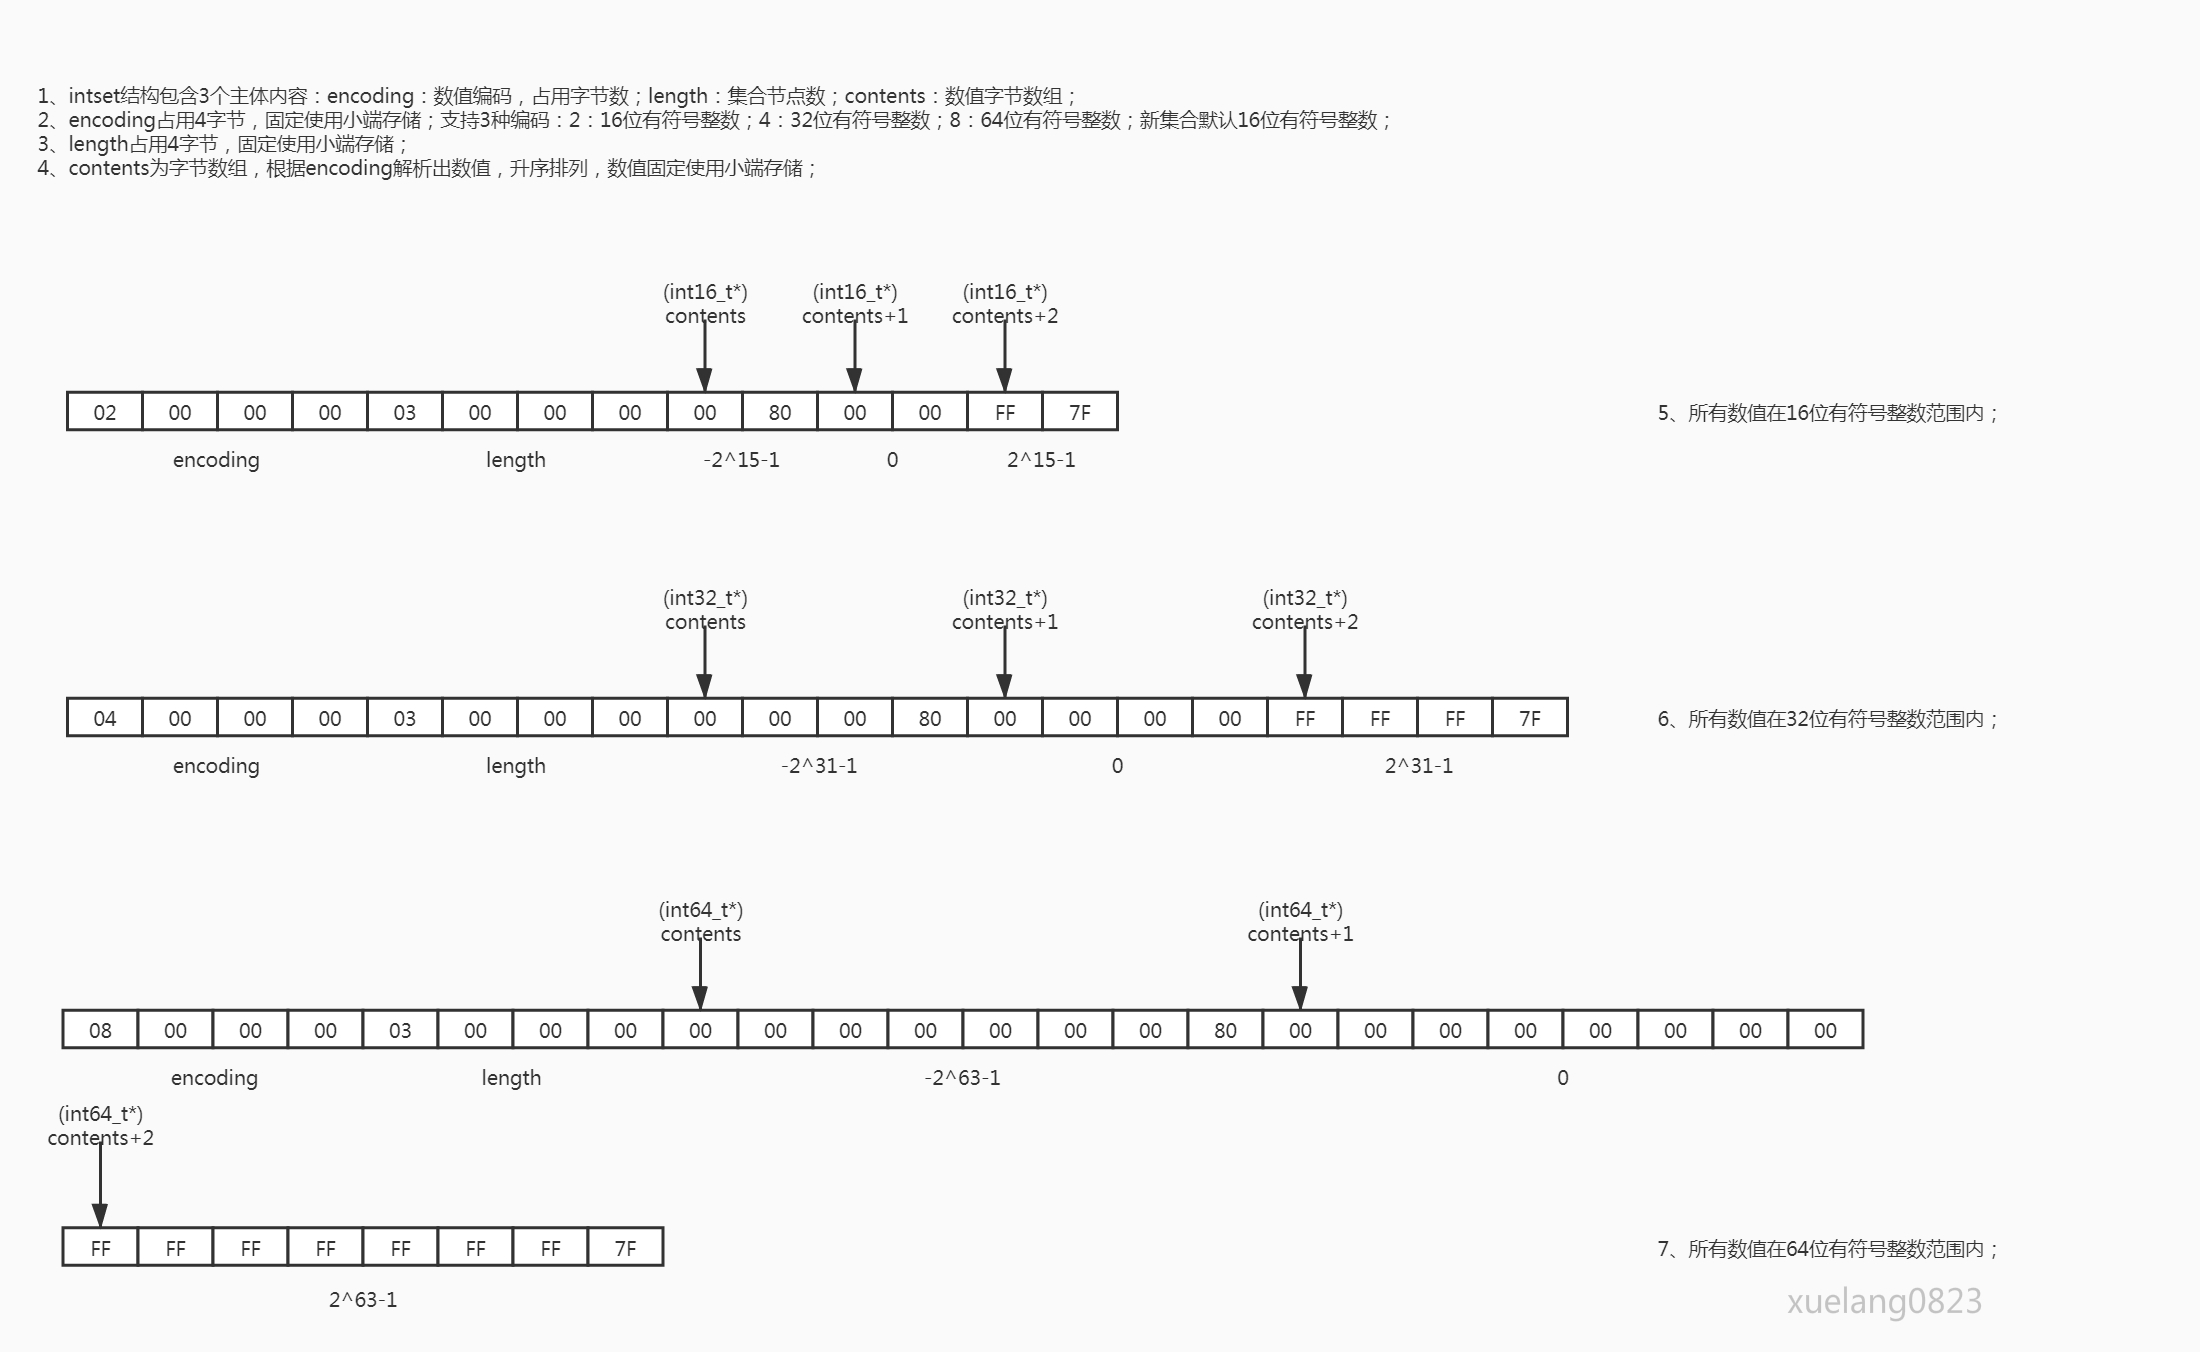 1、intset结构包含3个主体内容：encoding：数值编码，占用字节数；length：集合节点数；contents：数值字节数组；
2、encoding占用4字节，固定使用小端存储；支持3种编码：2：16位有符号整数；4：32位有符号整数；8：64位有符号整数；新集合默认16位有符号整数；
3、length占用4字节，固定使用小端存储；
4、contents为字节数组，根据encoding解析出数值，升序排列，数值固定使用小端存储；
(int16_t*) (int16_t*) (int16_t*)
contents contents+1 contents+2
02 00 00 00 03 00 00 00 00 80 00 00 FF 7F 5、所有数值在16位有符号整数范围内；
encoding length -2^15-1 0 2^15-1
(int32_t*) (int32_t*) (int32_t*)
contents contents+1 contents+2
04 00 00 00 03 00 00 00 00 00 00 80 00 00 00 00 FF FF FF 7F 6、所有数值在32位有符号整数范围内；
encoding length -2^31-1 0 2^31-1
(int64_t*) (int64_t*)
contents contents+1
08 00 00 00 03 00 00 00 00 00 00 00 00 00 00 80 00 00 00 00 00 00 00 00
encoding length -2^63-1 0
(int64_t*)
contents+2
FF FF FF FF FF FF FF 7F 7、所有数值在64位有符号整数范围内；
2^63-1
xuelang0823